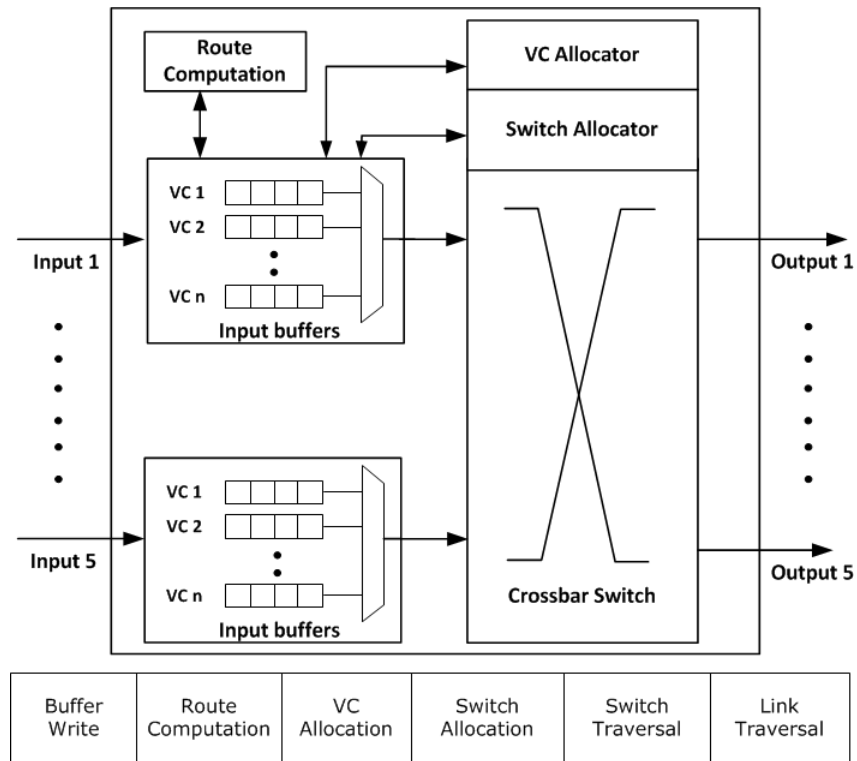 Route
Computation
VC Allocator
Switch Allocator
VC 1
VC 2
VC n
Input buffers
Input 1
Output 1
VC 1
VC 2
VC n
Input buffers
Input 5
Output 5
Crossbar Switch
Buffer
Write
Route
Computation
VC
Allocation
Switch
Allocation
Switch
Traversal
Link
Traversal